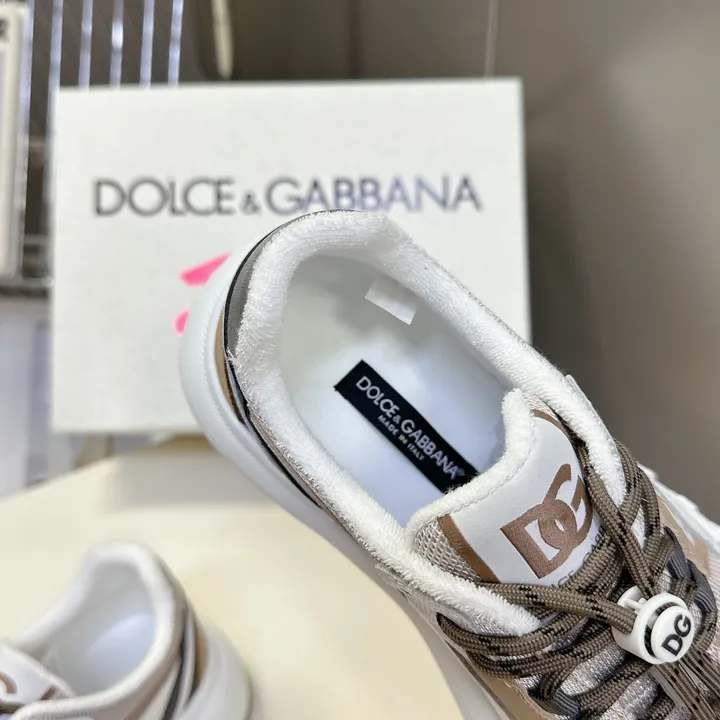 DOLCE & GABBANA
DOLCE & GABBANA®
MADE IN ITALY
DG
DG